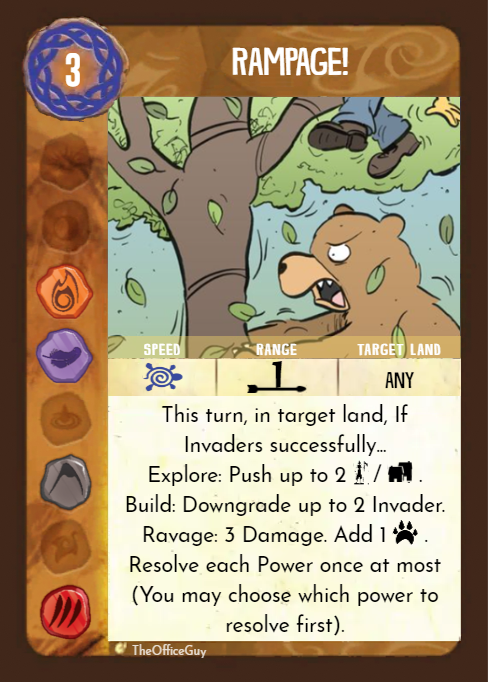 3
RAMPAGE!
SPEED RANGE TARGET LAND
1 ANY
This turn, in target land, If
Invaders successfully...
Explore: Push up to 2 / .
Build: Downgrade up to 2 Invader.
Ravage: 3 Damage. Add 1 .
Resolve each Power once at most
(You may choose which power to
resolve first).
TheOfficeGuy